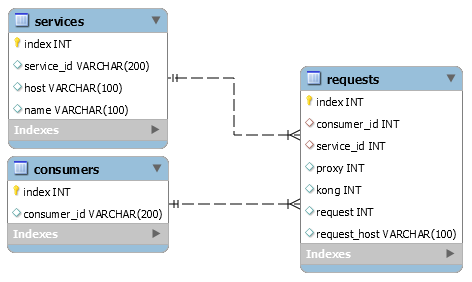 services
index INT
service_id VARCHAR(200)
host VARCHAR(100)
name VARCHAR(100)
Indexes
consumers
index INT
consumer_id VARCHAR(200)
Indexes
requests
index INT
consumer_id INT
service_id INT
proxy INT
kong INT
request INT
request_host VARCHAR(100)
Indexes